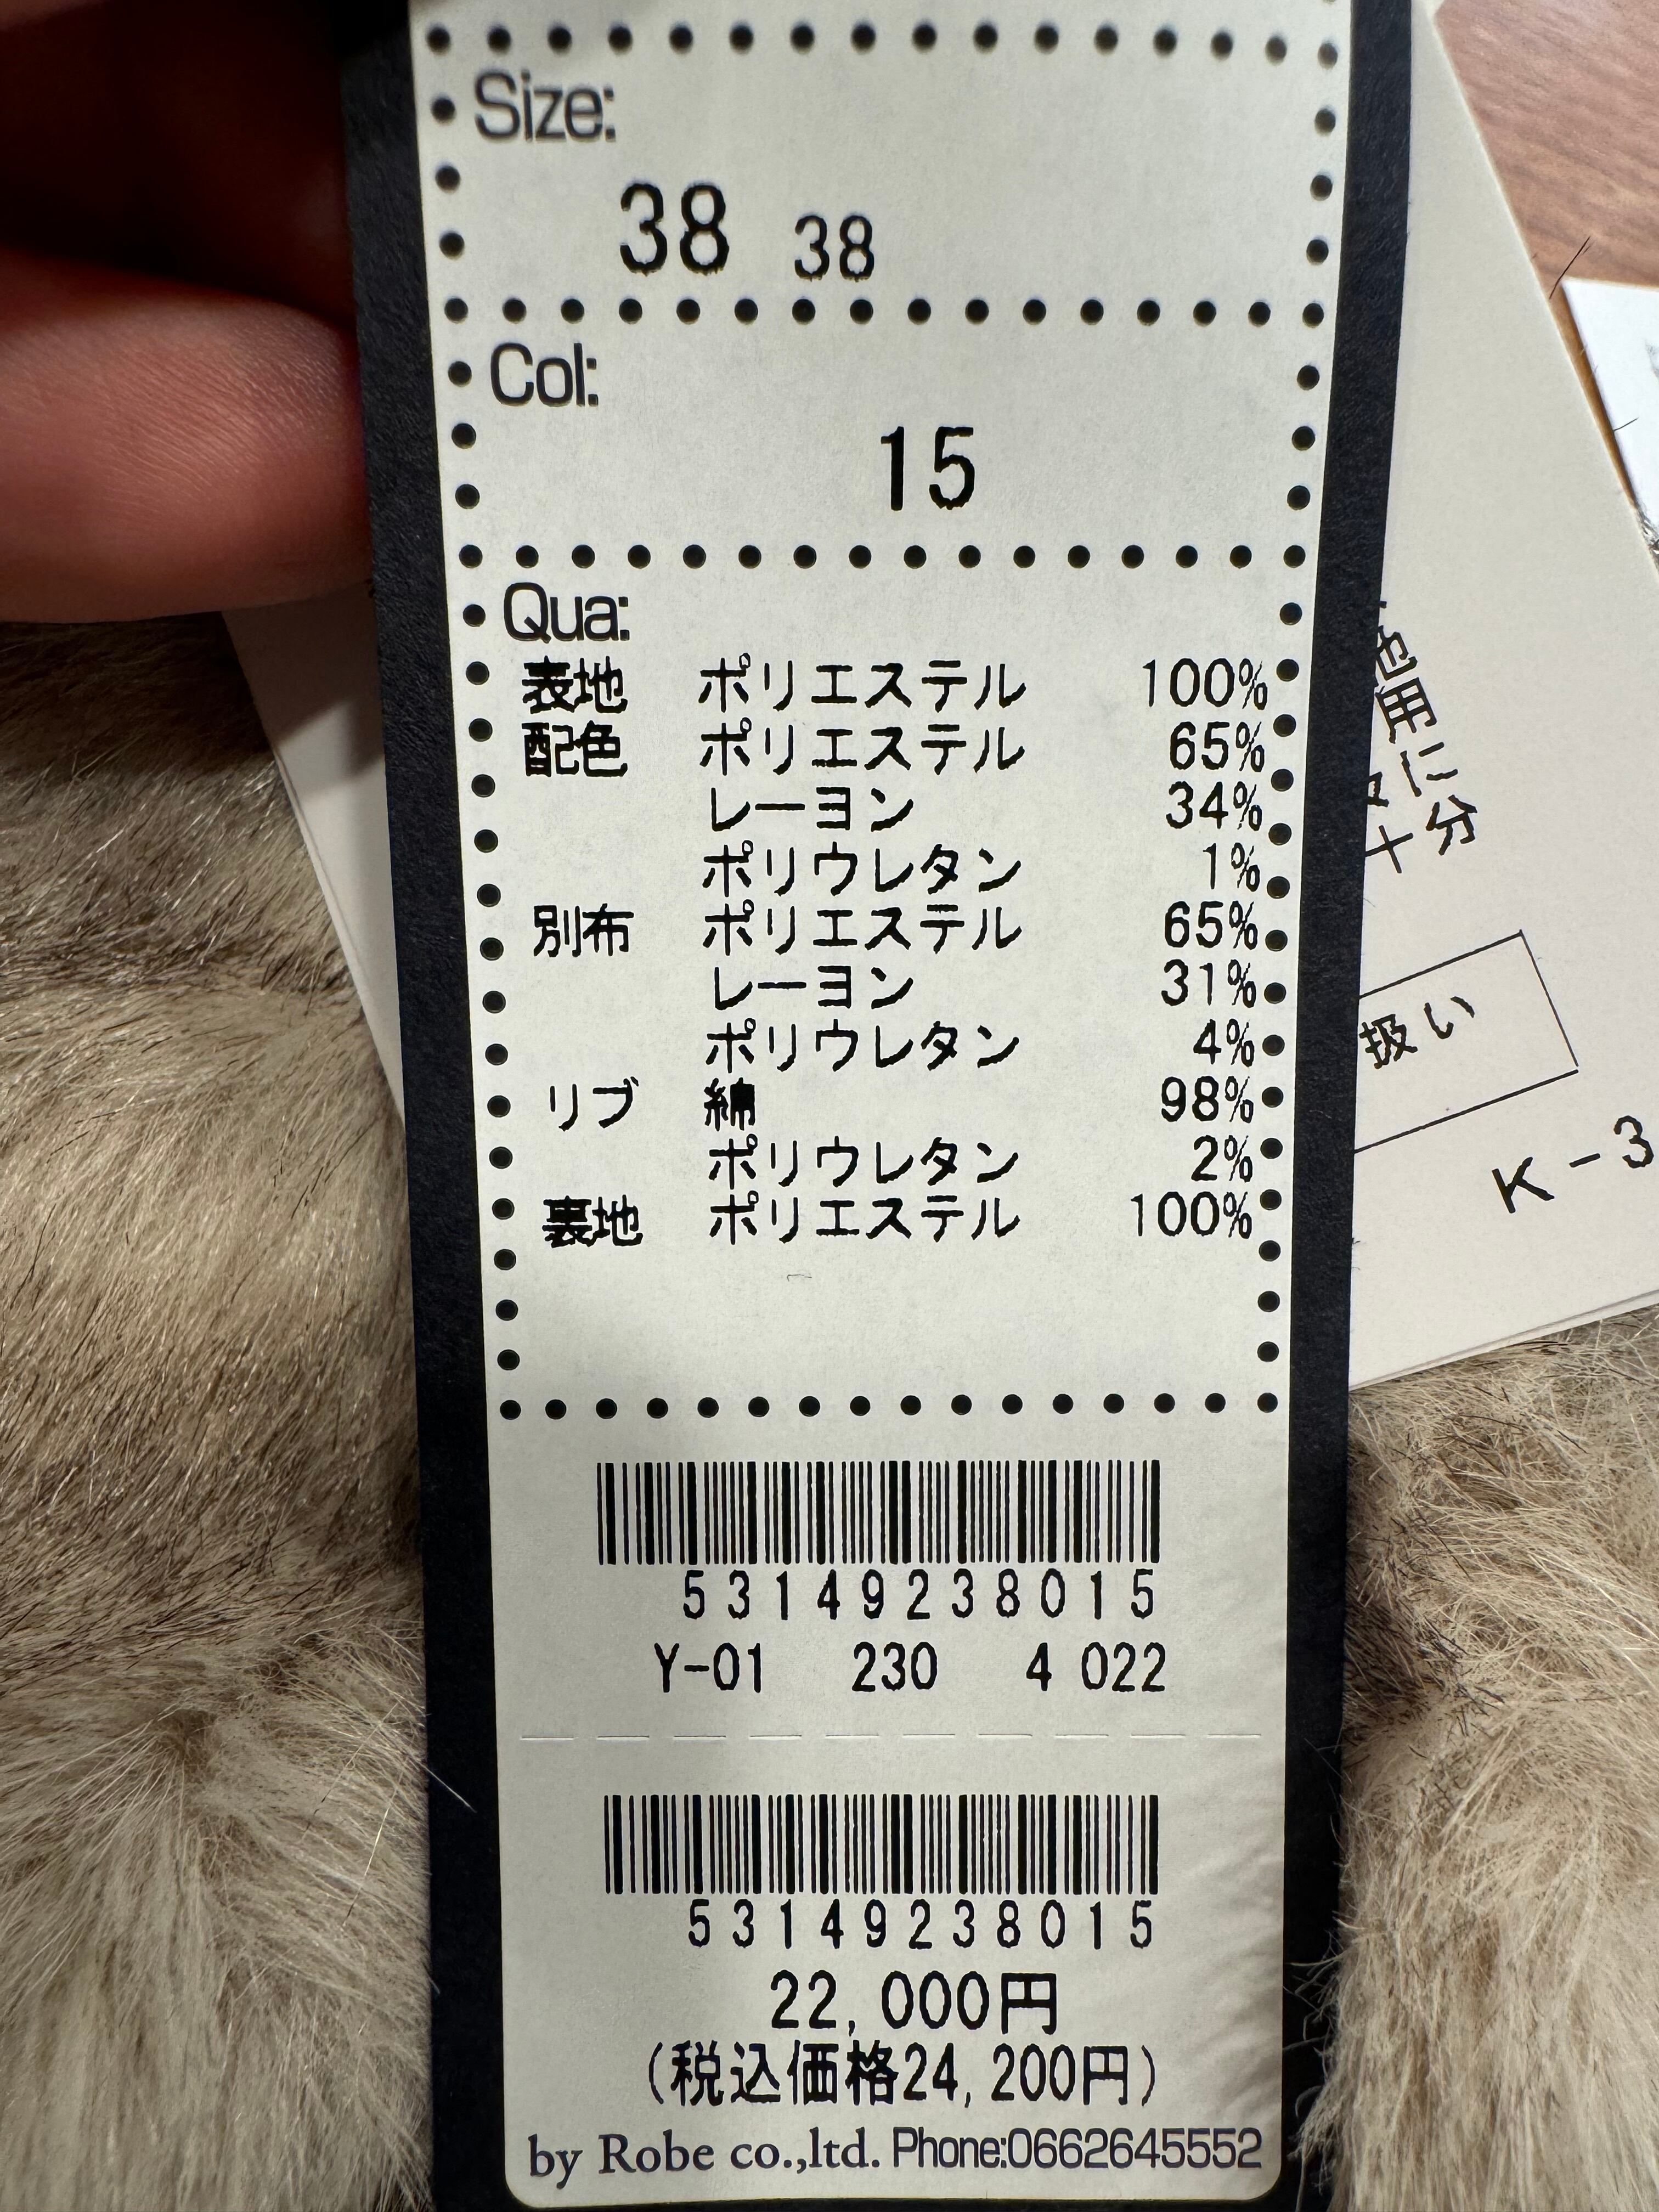 Size:
38 38
Col:
15
Qua:
表地 ポリエステル 100%
配色 ポリエステル 65%
レーヨン 34%
ポリウレタン 1%
別布 ポリエステル 65%
レーヨン 31%
ポリウレタン 4%
リブ 綿 98%
ポリウレタン 2%
裏地 ポリエステル 100%
53149238015
Y-01 230 4 022
53149238015
22,000円
(税込価格24,200円)
by Robe co.,ltd. Phone:0662645552
用に
十分
扱い
K-3